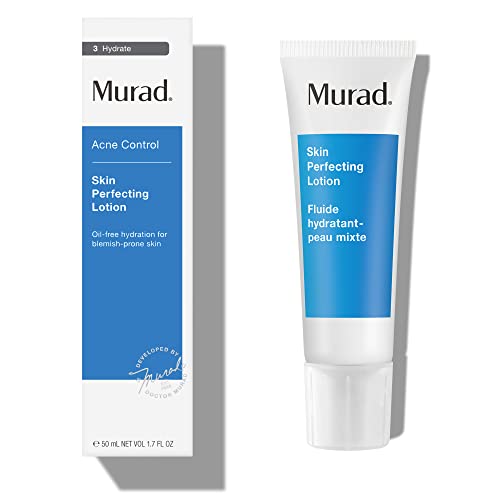 3 Hydrate
Murad®
Acne Control
Skin
Perfecting
Lotion
Oil-free hydration for
blemish-prone skin
DEVELOPED BY
Murad
DOCTOR MURAD
℮ 50 mL NET VOL 1.7 FL OZ
Murad®
Skin
Perfecting
Lotion
Fluide
hydratant-
peau mixte